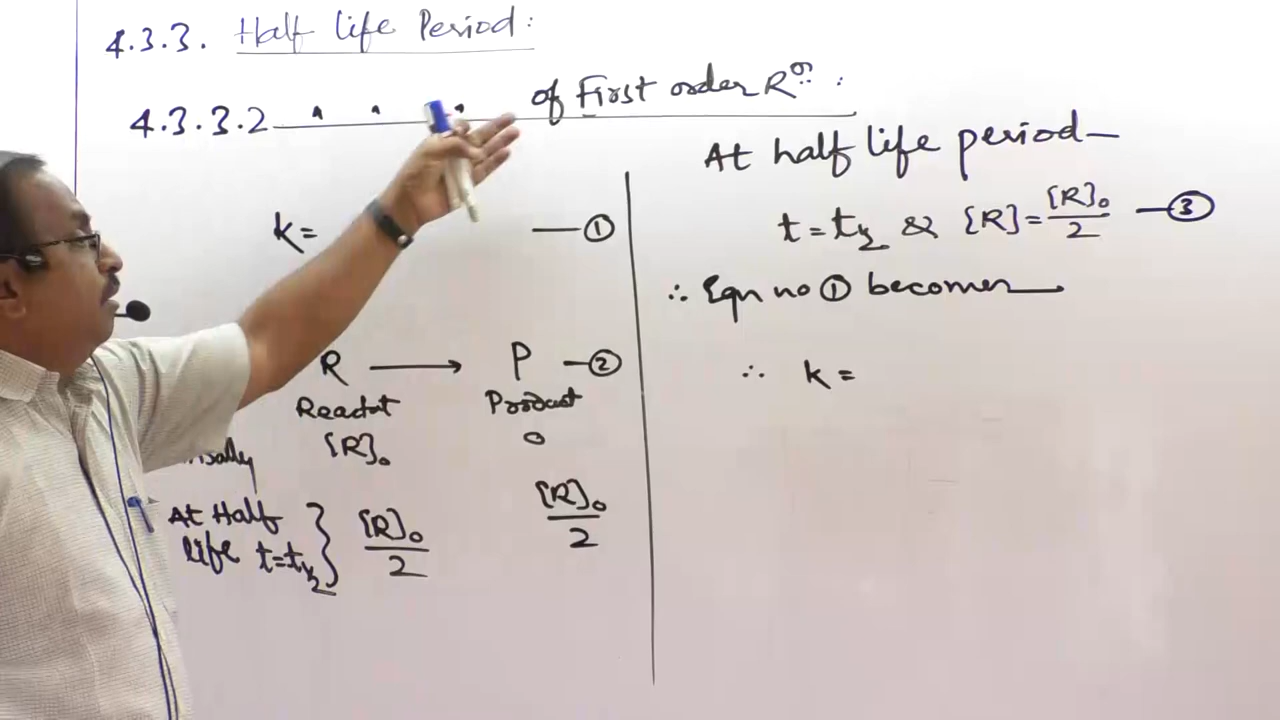 4.3.3. Half life Period:
4.3.3.2 " " " of First order Rxn:
k= — ①
R → P — ②
Readat Product
[R]₀ 0
At Half life t=t½ } [R]₀/2 [R]₀/2
At half life period—
t=t½ & [R]=[R]₀/2 — ③
∴ Eqn no ① becomes—
∴ k=